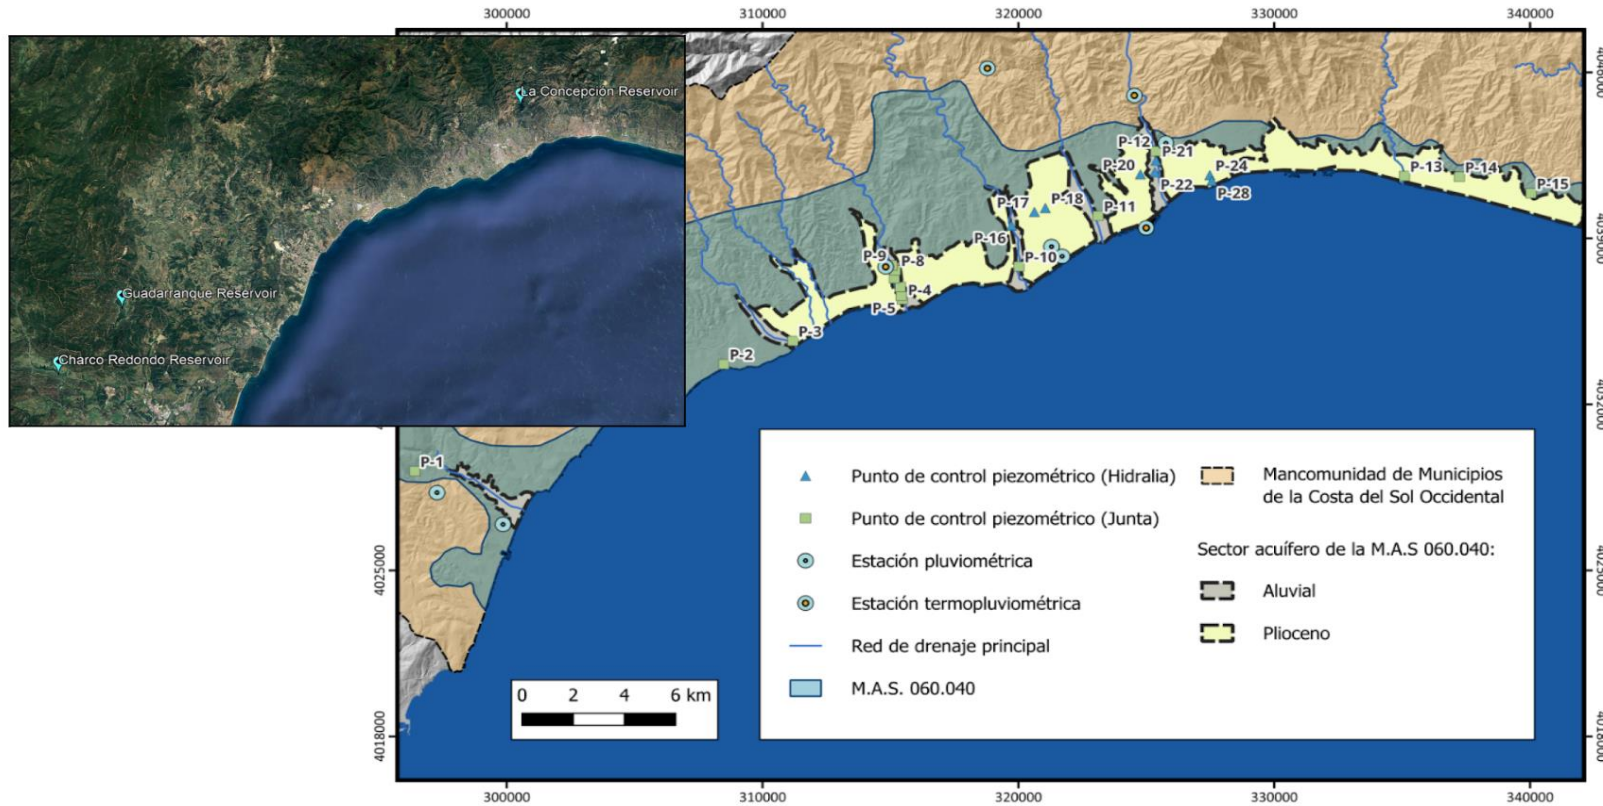 300000
310000
320000
330000
340000
La Concepción Reservoir
Guadarranque Reservoir
Charco Redondo Reservoir
P-12
P-21
P-20
P-24
P-22
P-28
P-13
P-14
P-15
P-17
P-18
P-11
P-16
P-10
P-9
P-8
P-4
P-5
P-3
P-2
P-1
4025000
4018000
0 2 4 6 km
Punto de control piezométrico (Hidralia)
Punto de control piezométrico (Junta)
Estación pluviométrica
Estación termopluviométrica
Red de drenaje principal
M.A.S. 060.040
Mancomunidad de Municipios
de la Costa del Sol Occidental
Sector acuífero de la M.A.S 060.040:
Aluvial
Plioceno
300000
310000
320000
330000
340000